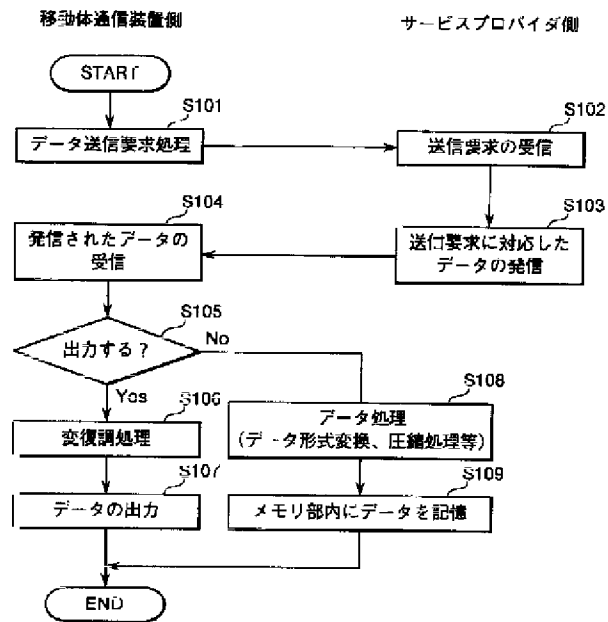 移動体通信装置側
サービスプロバイダ側
START
S101
データ送信要求処理
S102
送信要求の受信
S103
送信要求に対応した
データの発信
S104
発信されたデータの
受信
S105
出力する？
No
Yes
S106
変復調処理
S107
データの出力
S108
データ処理
（データ形式変換、圧縮処理等）
S109
メモリ部内にデータを記憶
END